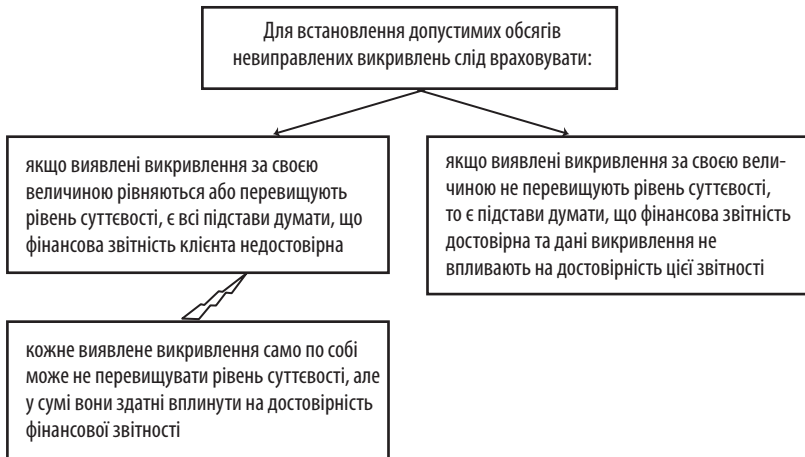 Для встановлення допустимих обсягів
невиправлених викривлень слід враховувати:
якщо виявлені викривлення за своєю
величиною рівняються або перевищують
рівень суттєвості, є всі підстави думати, що
фінансова звітність клієнта недостовірна
якщо виявлені викривлення за своєю вели-
чиною не перевищують рівень суттєвості,
то є підстави думати, що фінансова звітність
достовірна та дані викривлення не
впливають на достовірність цієї звітності
кожне виявлене викривлення само по собі
може не перевищувати рівень суттєвості, але
у сумі вони здатні вплинути на достовірність
фінансової звітності